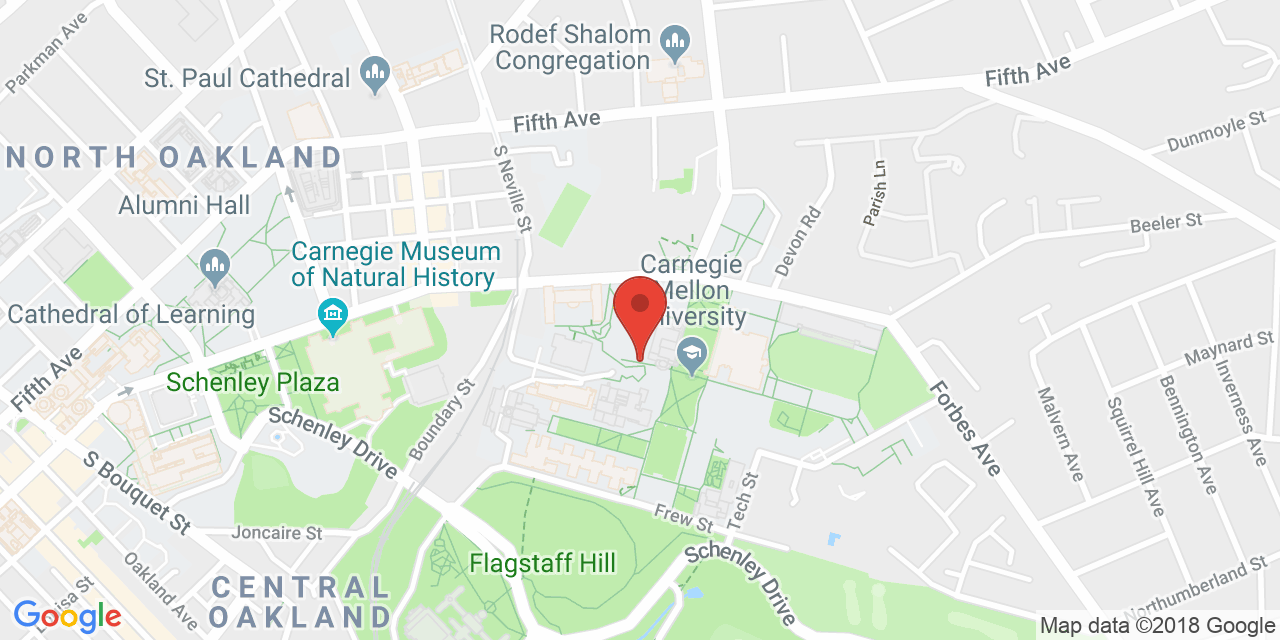 Parkman Ave
Rodef Shalom
Congregation
St. Paul Cathedral
Fifth Ave
Fifth Ave
Dunmoyle St
NORTH OAKLAND
S Neville St
Parish Ln
Alumni Hall
Devon Rd
Beeler St
Carnegie Museum
of Natural History
Carnegie
Mellon
Cathedral of Learning
Fifth Ave
Schenley Plaza
Maynard St
Schenley Drive
Boundary St
Forbes Ave
Malvern Ave
Squirrel Hill Ave
Bennington Ave
Inverness Ave
S Bouquet St
Joncaire St
Frew St
Tech St
Oakland Ave
Flagstaff Hill
Schenley Drive
CENTRAL
OAKLAND
Northumberland St
Google
Map data ©2018 Google